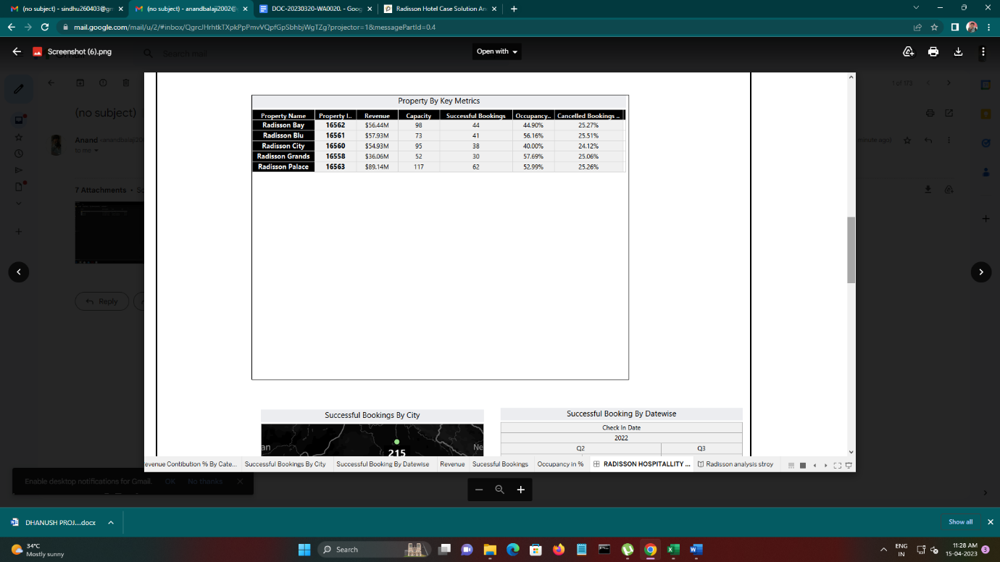 (no subject) - sindhu260403@gm
(no subject) - anandbalaji2002@
DOC-20230320-WA0020. - Goog
Radisson Hotel Case Solution An
mail.google.com/mail/u/2/#inbox/QgrcJHrhtkTXpkPpPmvVQpfGpSbhbjWgTZg?projector=1&messagePartId=0.4
Screenshot (6).png
Search mail
Open with
1 of 173
(no subject)
Anand
to me
7 Attachments
Reply
Property By Key Metrics
Property Name Property I.. Revenue Capacity Successful Bookings Occupancy.. Cancelled Bookings ..
Radisson Bay 16562 $56.44M 98 44 44.90% 25.27%
Radisson Blu 16561 $57.93M 73 41 56.16% 25.51%
Radisson City 16560 $54.93M 95 38 40.00% 24.12%
Radisson Grands 16558 $36.06M 52 30 57.69% 25.06%
Radisson Palace 16563 $89.14M 117 62 52.99% 25.26%
Successful Bookings By City
215
Successful Booking By Datewise
Check In Date
2022
Q2 Q3
evenue Contibution % By Cate... Successful Bookings By City Successful Booking By Datewise Revenue Sucessful Bookings Occupancy in % RADISSON HOSPITALLITY ... Radisson analysis stroy
Enable desktop notifications for Gmail. OK No thanks
DHANUSH PROJ....docx
Show all
34°C
Mostly sunny
Search
ENG
IN
11:28 AM
15-04-2023
3